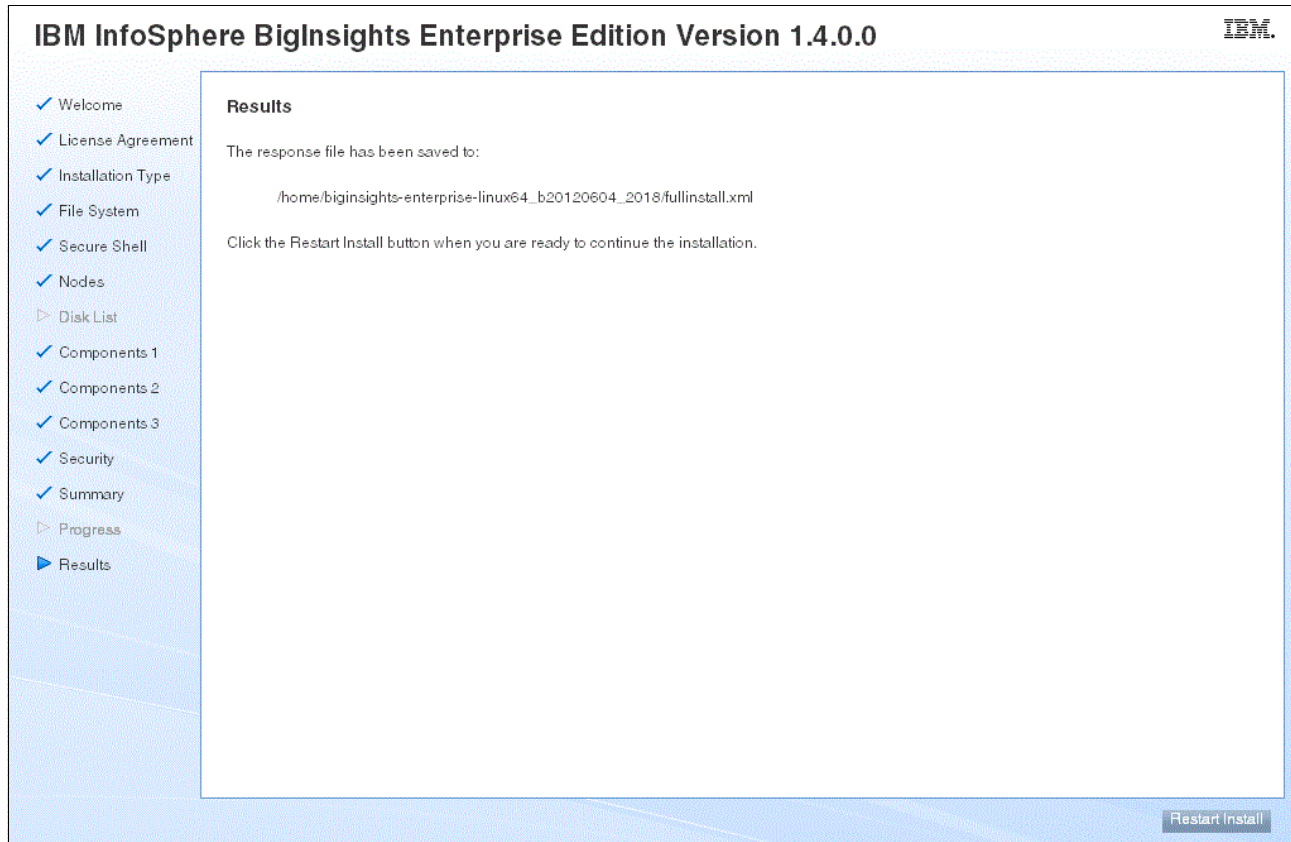 IBM InfoSphere BigInsights Enterprise Edition Version 1.4.0.0
IBM.
Welcome
License Agreement
Installation Type
File System
Secure Shell
Nodes
Disk List
Components 1
Components 2
Components 3
Security
Summary
Progress
Results
Results
The response file has been saved to:
/home/biginsights-enterprise-linux64_b20120604_2018/fullinstall.xml
Click the Restart Install button when you are ready to continue the installation.
Restart Install